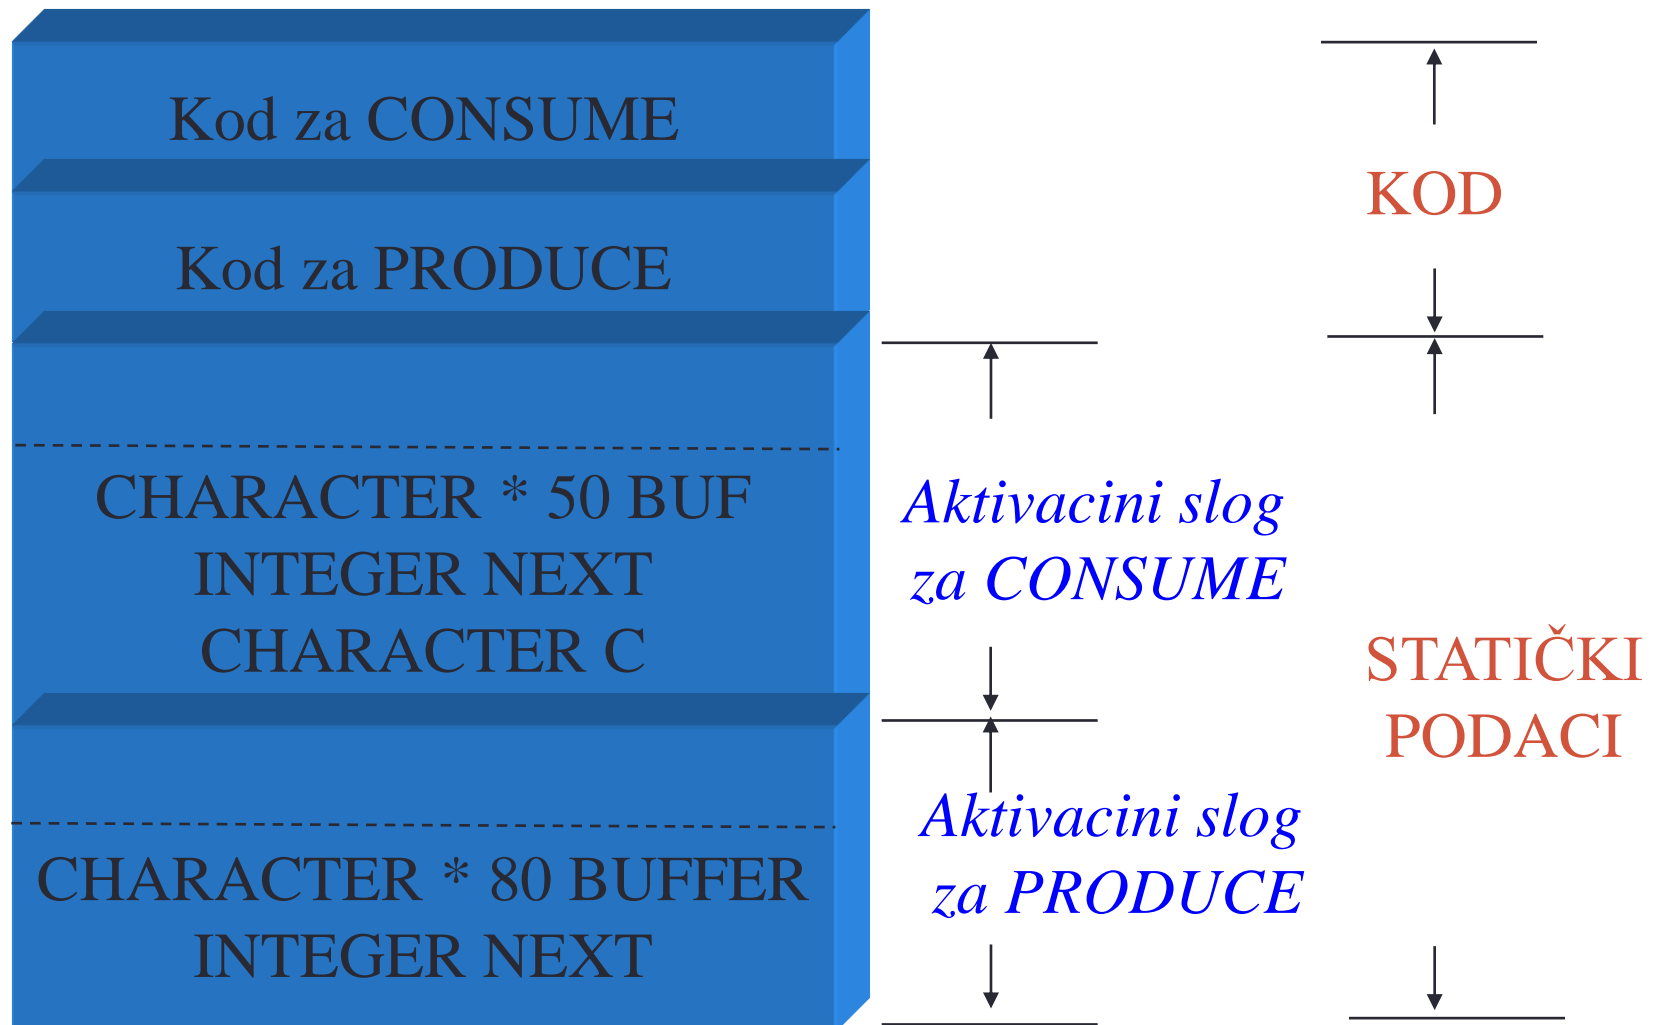 Kod za CONSUME
Kod za PRODUCE
CHARACTER * 50 BUF
INTEGER NEXT
CHARACTER C
CHARACTER * 80 BUFFER
INTEGER NEXT
Aktivacini slog
za CONSUME
Aktivacini slog
za PRODUCE
KOD
STATIČKI
PODACI